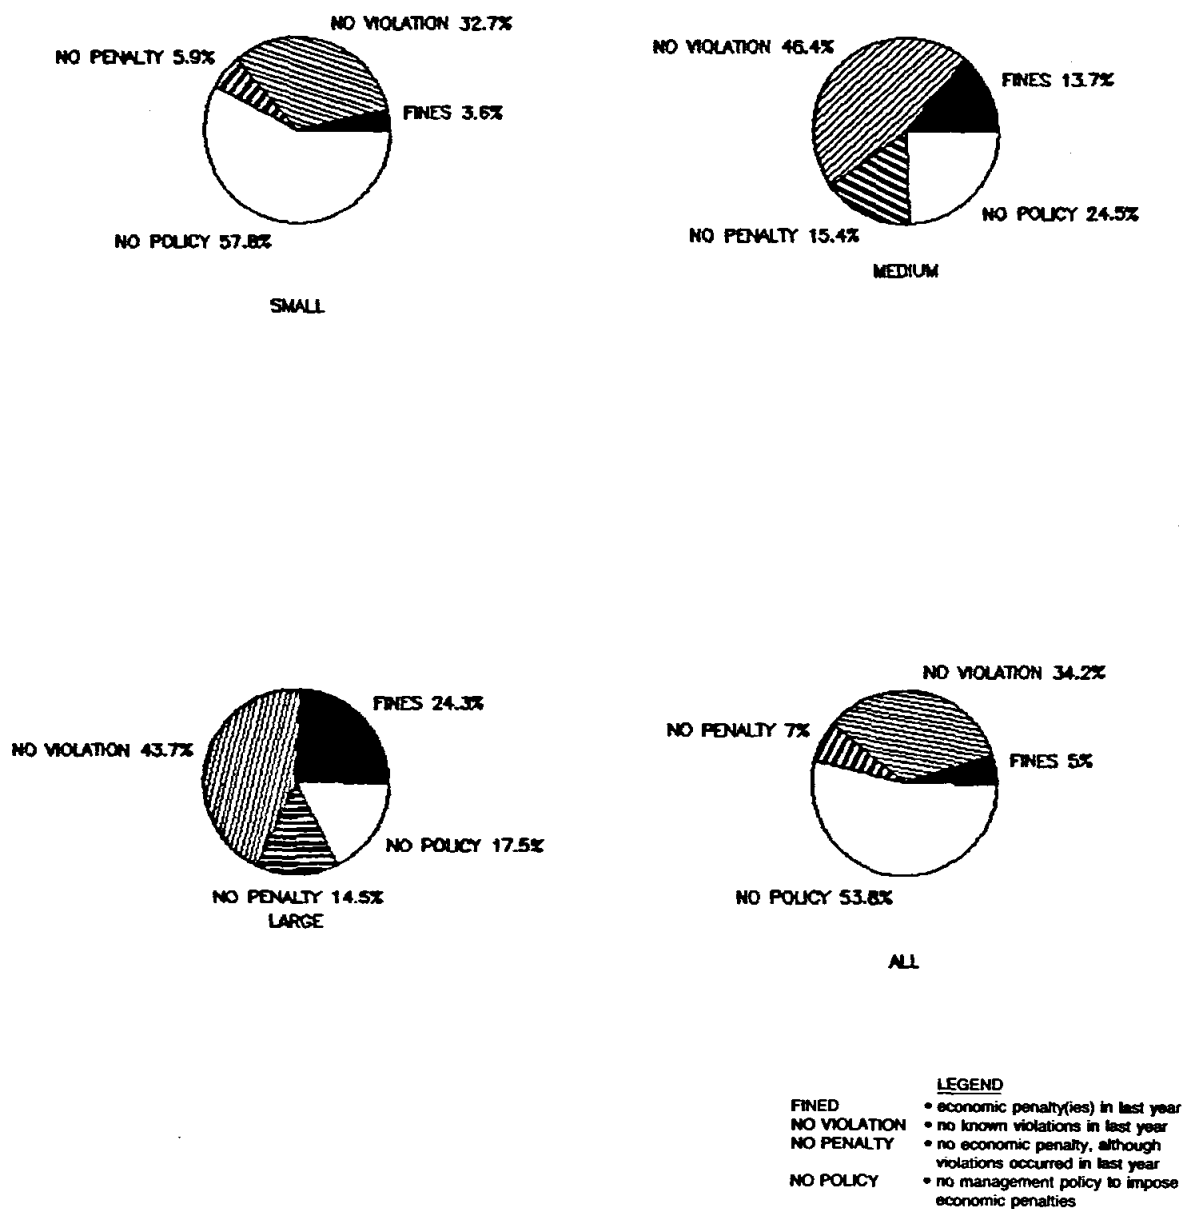 NO VIOLATION 32.7%
NO PENALTY 5.9%
FINES 3.6%
NO POLICY 57.8%
SMALL
NO VIOLATION 46.4%
FINES 13.7%
NO POLICY 24.5%
NO PENALTY 15.4%
MEDIUM
FINES 24.3%
NO VIOLATION 43.7%
NO POLICY 17.5%
NO PENALTY 14.5%
LARGE
NO VIOLATION 34.2%
NO PENALTY 7%
FINES 5%
NO POLICY 53.8%
ALL
LEGEND
FINED • economic penalty(ies) in last year
NO VIOLATION • no known violations in last year
NO PENALTY • no economic penalty, although
violations occurred in last year
NO POLICY • no management policy to impose
economic penalties